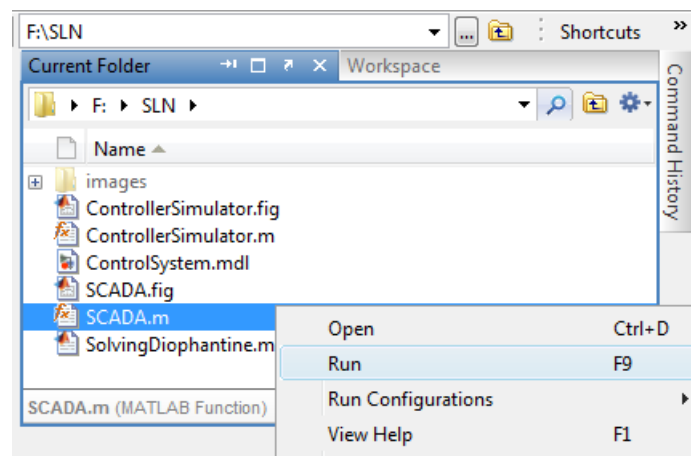 F:\SLN
...
Shortcuts »
Current Folder
Workspace
F: SLN
Name
images
ControllerSimulator.fig
ControllerSimulator.m
ControlSystem.mdl
SCADA.fig
SCADA.m
SolvingDiophantine.m
SCADA.m (MATLAB Function)
Open Ctrl+D
Run F9
Run Configurations
View Help F1
Command History